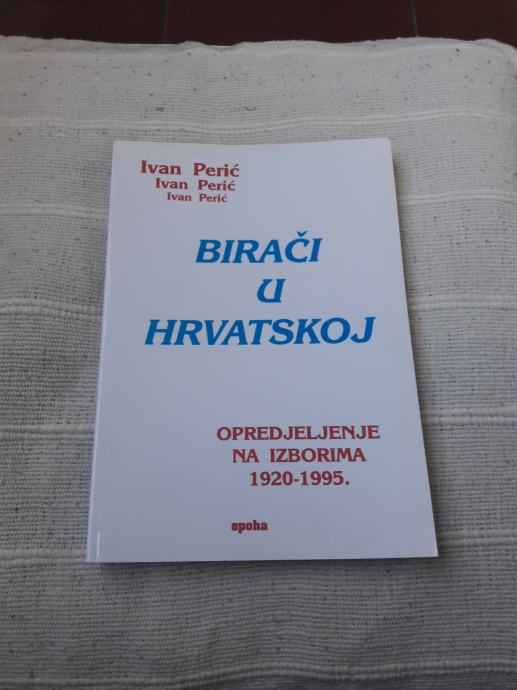 Ivan Perić
Ivan Perić
Ivan Perić
BIRAČI
U
HRVATSKOJ
OPREDJELJENJE
NA IZBORIMA
1920-1995.
epoha